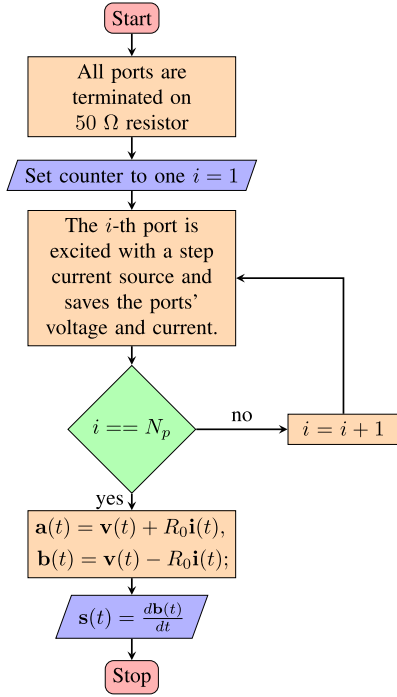 Start
All ports are
terminated on
50 Ω resistor
Set counter to one i = 1
The i-th port is
excited with a step
current source and
saves the ports'
voltage and current.
i == N_p
no
i = i + 1
yes
a(t) = v(t) + R_0i(t),
b(t) = v(t) − R_0i(t);
s(t) = db(t)/dt
Stop